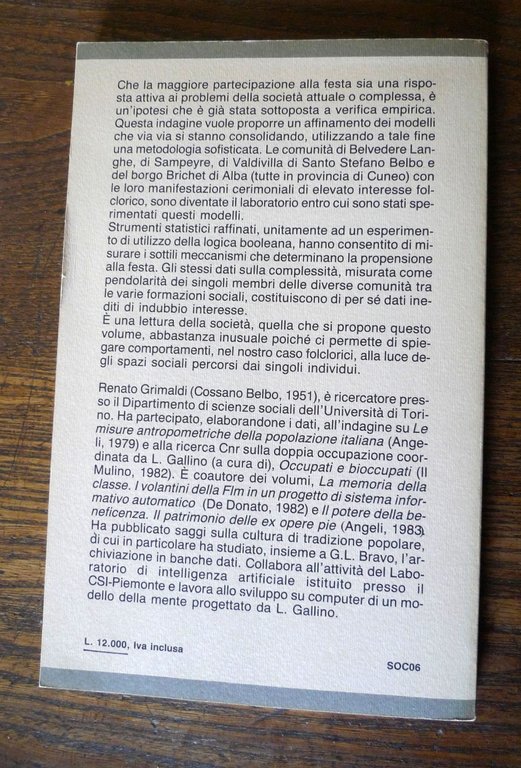 Che la maggiore partecipazione alla festa sia una rispo-
sta attiva ai problemi della società attuale o complessa, è
un'ipotesi che è già stata sottoposta a verifica empirica.
Questa indagine vuole proporre un affinamento dei modelli
che via via si stanno consolidando, utilizzando a tale fine
una metodologia sofisticata. Le comunità di Belvedere Lan-
ghe, di Sampeyre, di Valdivilla di Santo Stefano Belbo e
del borgo Brichet di Alba (tutte in provincia di Cuneo) con
le loro manifestazioni cerimoniali di elevato interesse fol-
clorico, sono diventate il laboratorio entro cui sono stati spe-
rimentati questi modelli.
Strumenti statistici raffinati, unitamente ad un esperimen-
to di utilizzo della logica booleana, hanno consentito di mi-
surare i sottili meccanismi che determinano la propensione
alla festa. Gli stessi dati sulla complessità, misurata come
pendolarità dei singoli membri delle diverse comunità tra
le varie formazioni sociali, costituiscono di per sé dati ine-
diti di indubbio interesse.
È una lettura della società, quella che si propone questo
volume, abbastanza inusuale poiché ci permette di spie-
gare comportamenti, nel nostro caso folclorici, alla luce de-
gli spazi sociali percorsi dai singoli individui.
Renato Grimaldi (Cossano Belbo, 1951), è ricercatore pres-
so il Dipartimento di scienze sociali dell'Università di Tori-
no. Ha partecipato, elaborandone i dati, all'indagine su Le
misure antropometriche della popolazione italiana (Ange-
li, 1979) e alla ricerca Cnr sulla doppia occupazione coor-
dinata da L. Gallino (a cura di), Occupati e bioccupati (Il
Mulino, 1982). È coautore dei volumi, La memoria della
classe. I volantini della Flm in un progetto di sistema infor-
mativo automatico (De Donato, 1982) e Il potere della be-
neficenza. Il patrimonio delle ex opere pie (Angeli, 1983).
Ha pubblicato saggi sulla cultura di tradizione popolare,
di cui in particolare ha studiato, insieme a G.L. Bravo, l'ar-
chiviazione in banche dati. Collabora all'attività del Labo-
ratorio di intelligenza artificiale istituito presso il
CSI-Piemonte e lavora allo sviluppo su computer di un mo-
dello della mente progettato da L. Gallino.
L. 12.000, Iva inclusa
SOC06